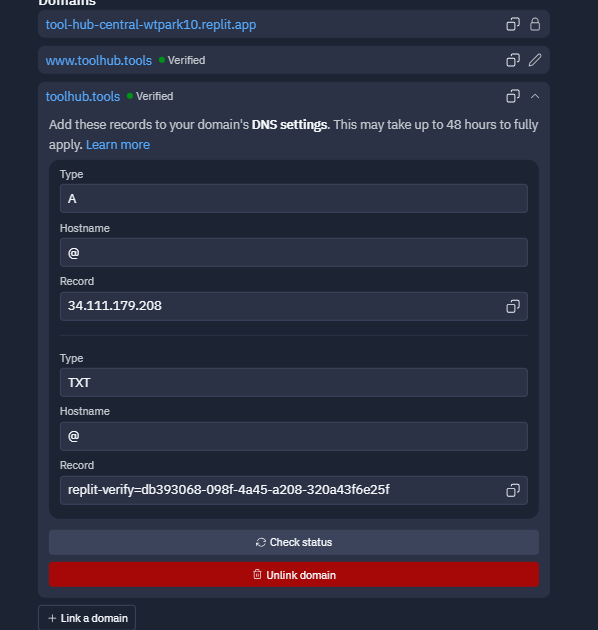 Domains
tool-hub-central-wtpark10.replit.app
www.toolhub.tools Verified
toolhub.tools Verified
Add these records to your domain's DNS settings. This may take up to 48 hours to fully
apply. Learn more
Type
A
Hostname
@
Record
34.111.179.208
Type
TXT
Hostname
@
Record
replit-verify=db393068-098f-4a45-a208-320a43f6e25f
Check status
Unlink domain
+ Link a domain